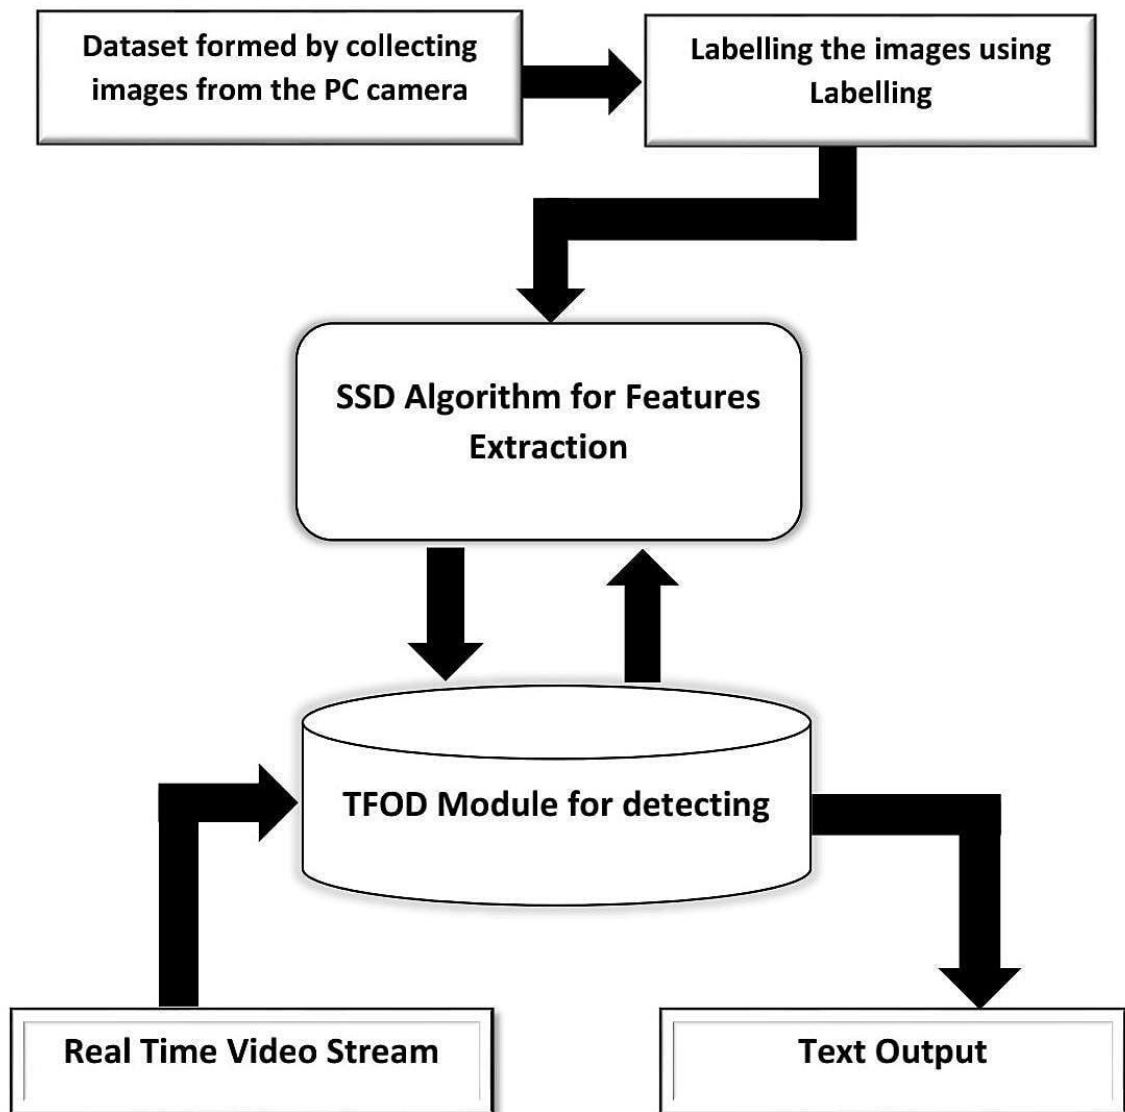 Dataset formed by collecting
images from the PC camera
Labelling the images using
Labelling
SSD Algorithm for Features
Extraction
TFOD Module for detecting
Real Time Video Stream
Text Output